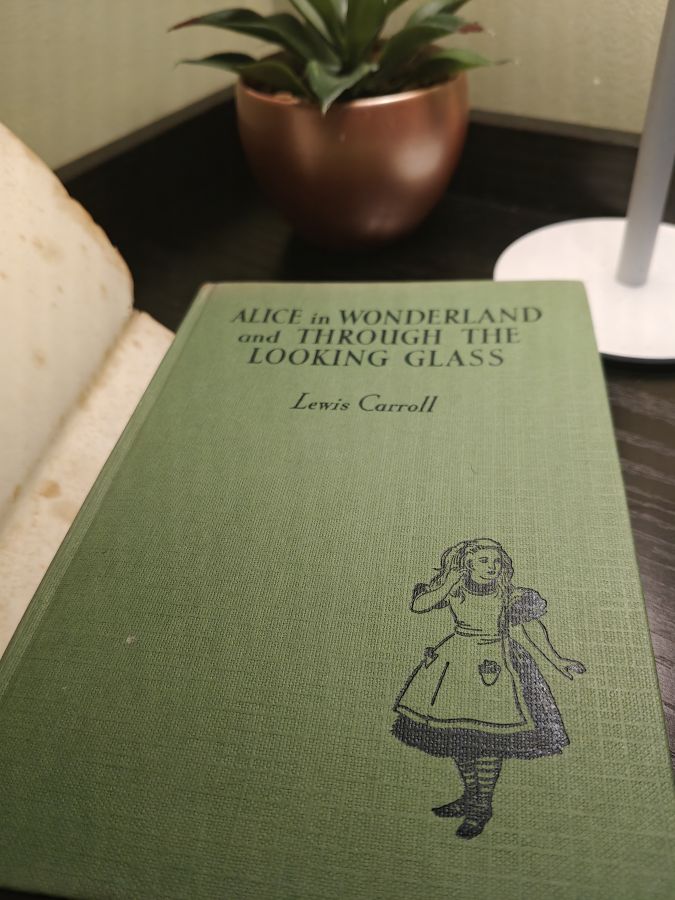 ALICE in WONDERLAND
and THROUGH THE
LOOKING GLASS
Lewis Carroll